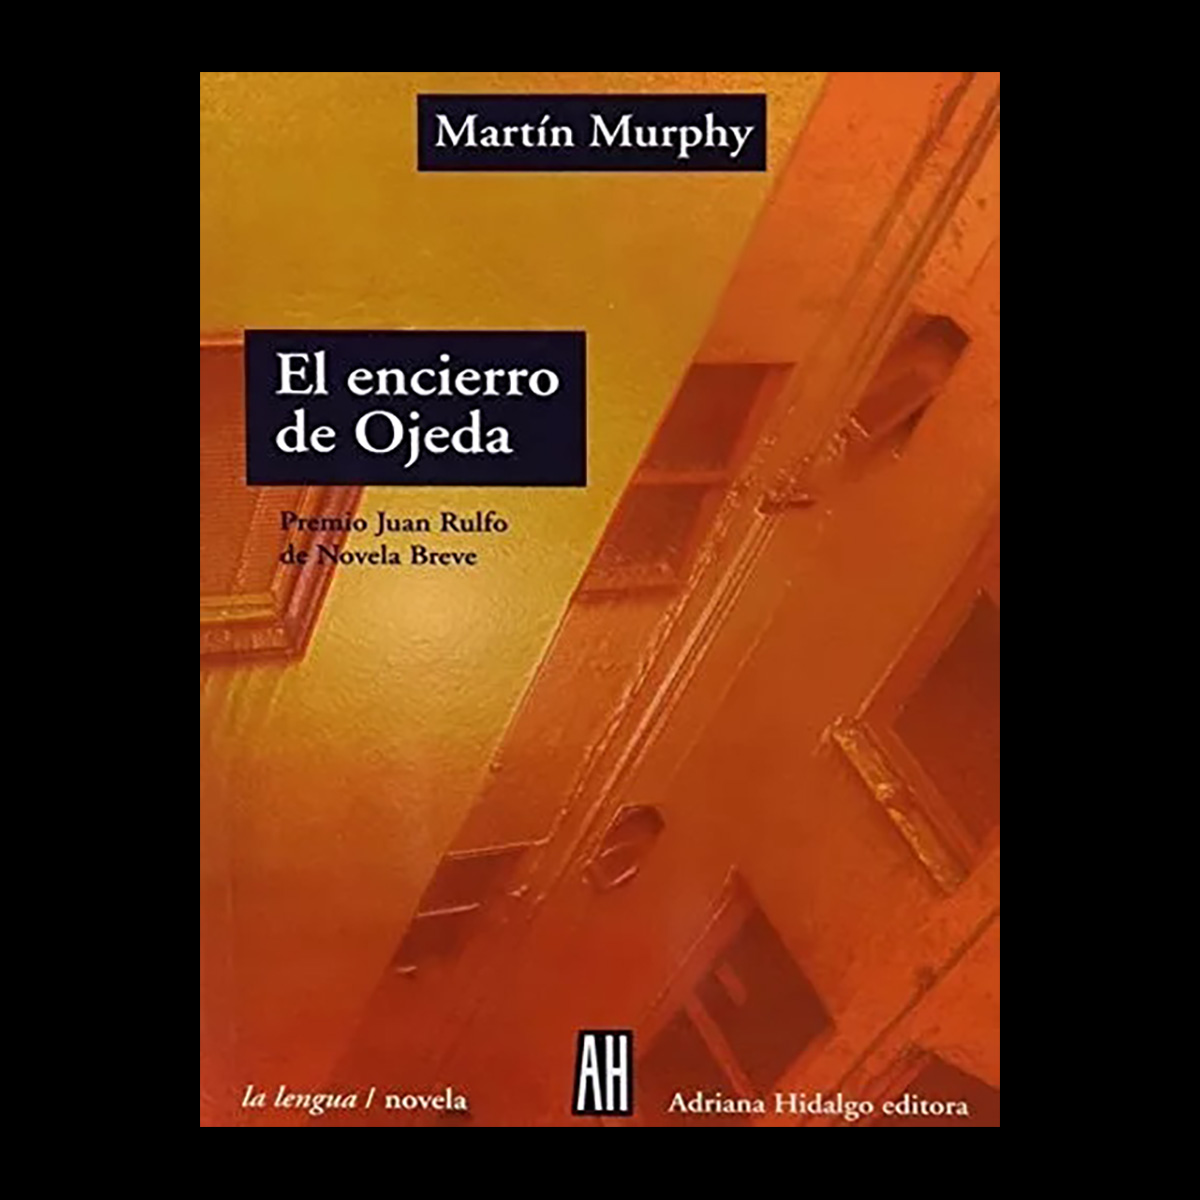 Martín Murphy
El encierro
de Ojeda
Premio Juan Rulfo
de Novela Breve
la lengua / novela
AH
Adriana Hidalgo editora